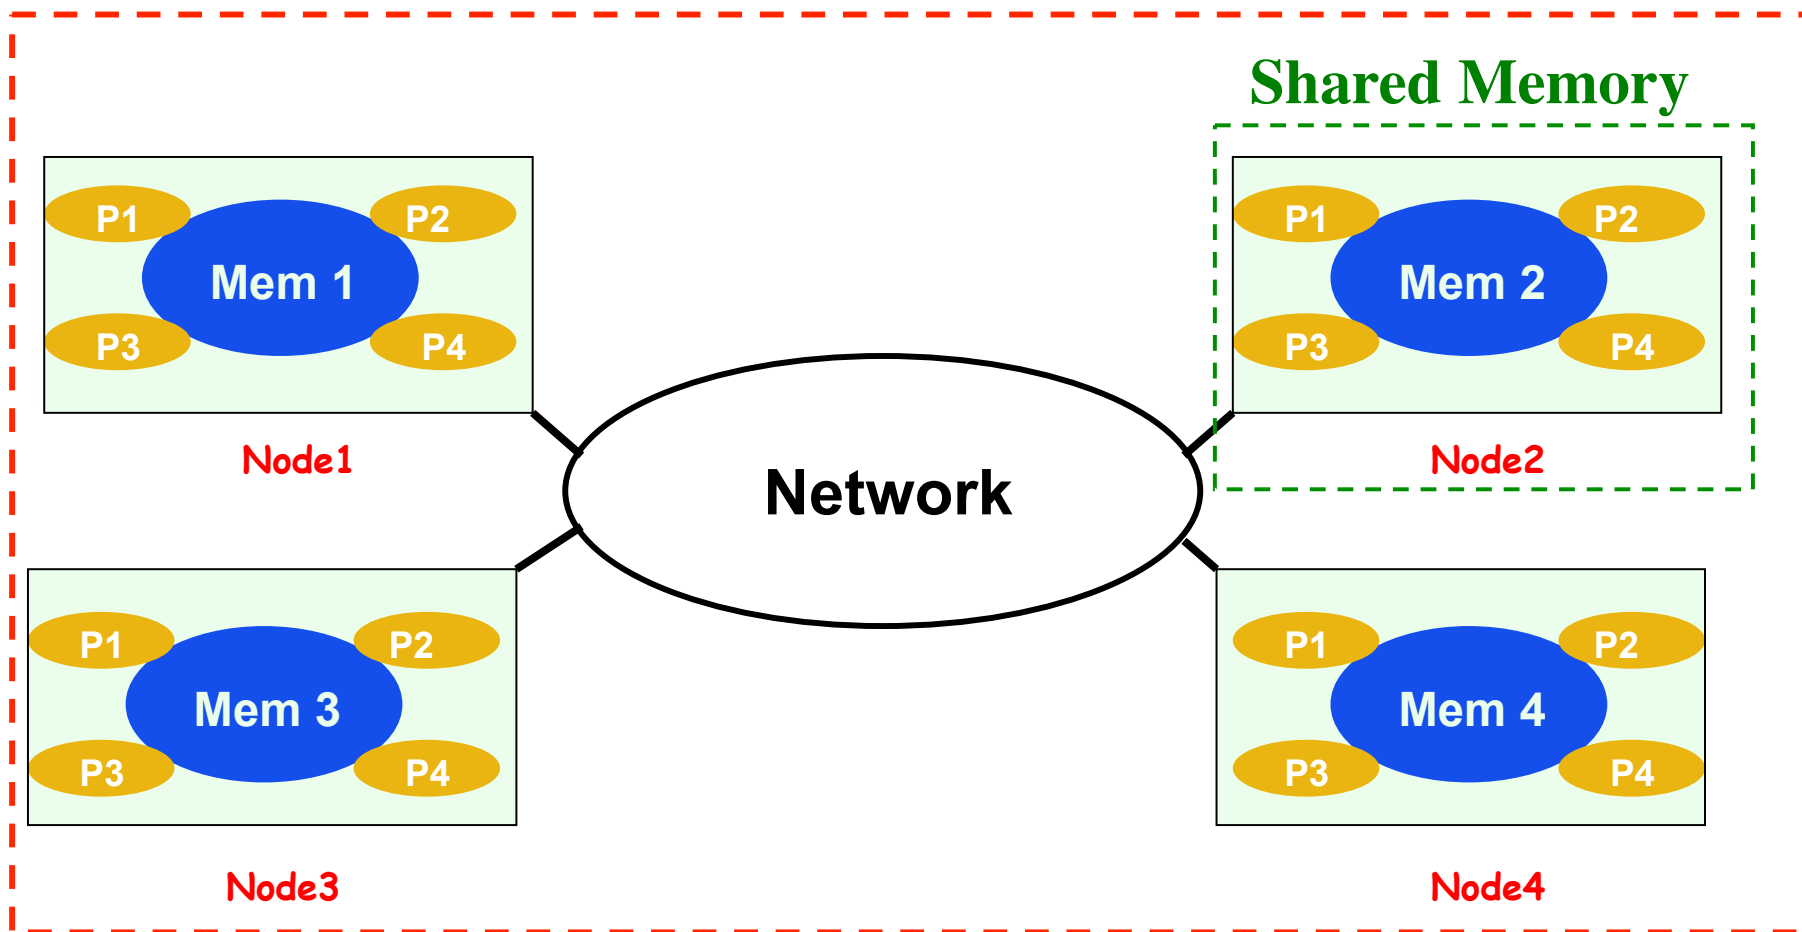 Shared Memory
P1 P2
Mem 1
P3 P4
Node1
P1 P2
Mem 2
P3 P4
Node2
Network
P1 P2
Mem 3
P3 P4
Node3
P1 P2
Mem 4
P3 P4
Node4